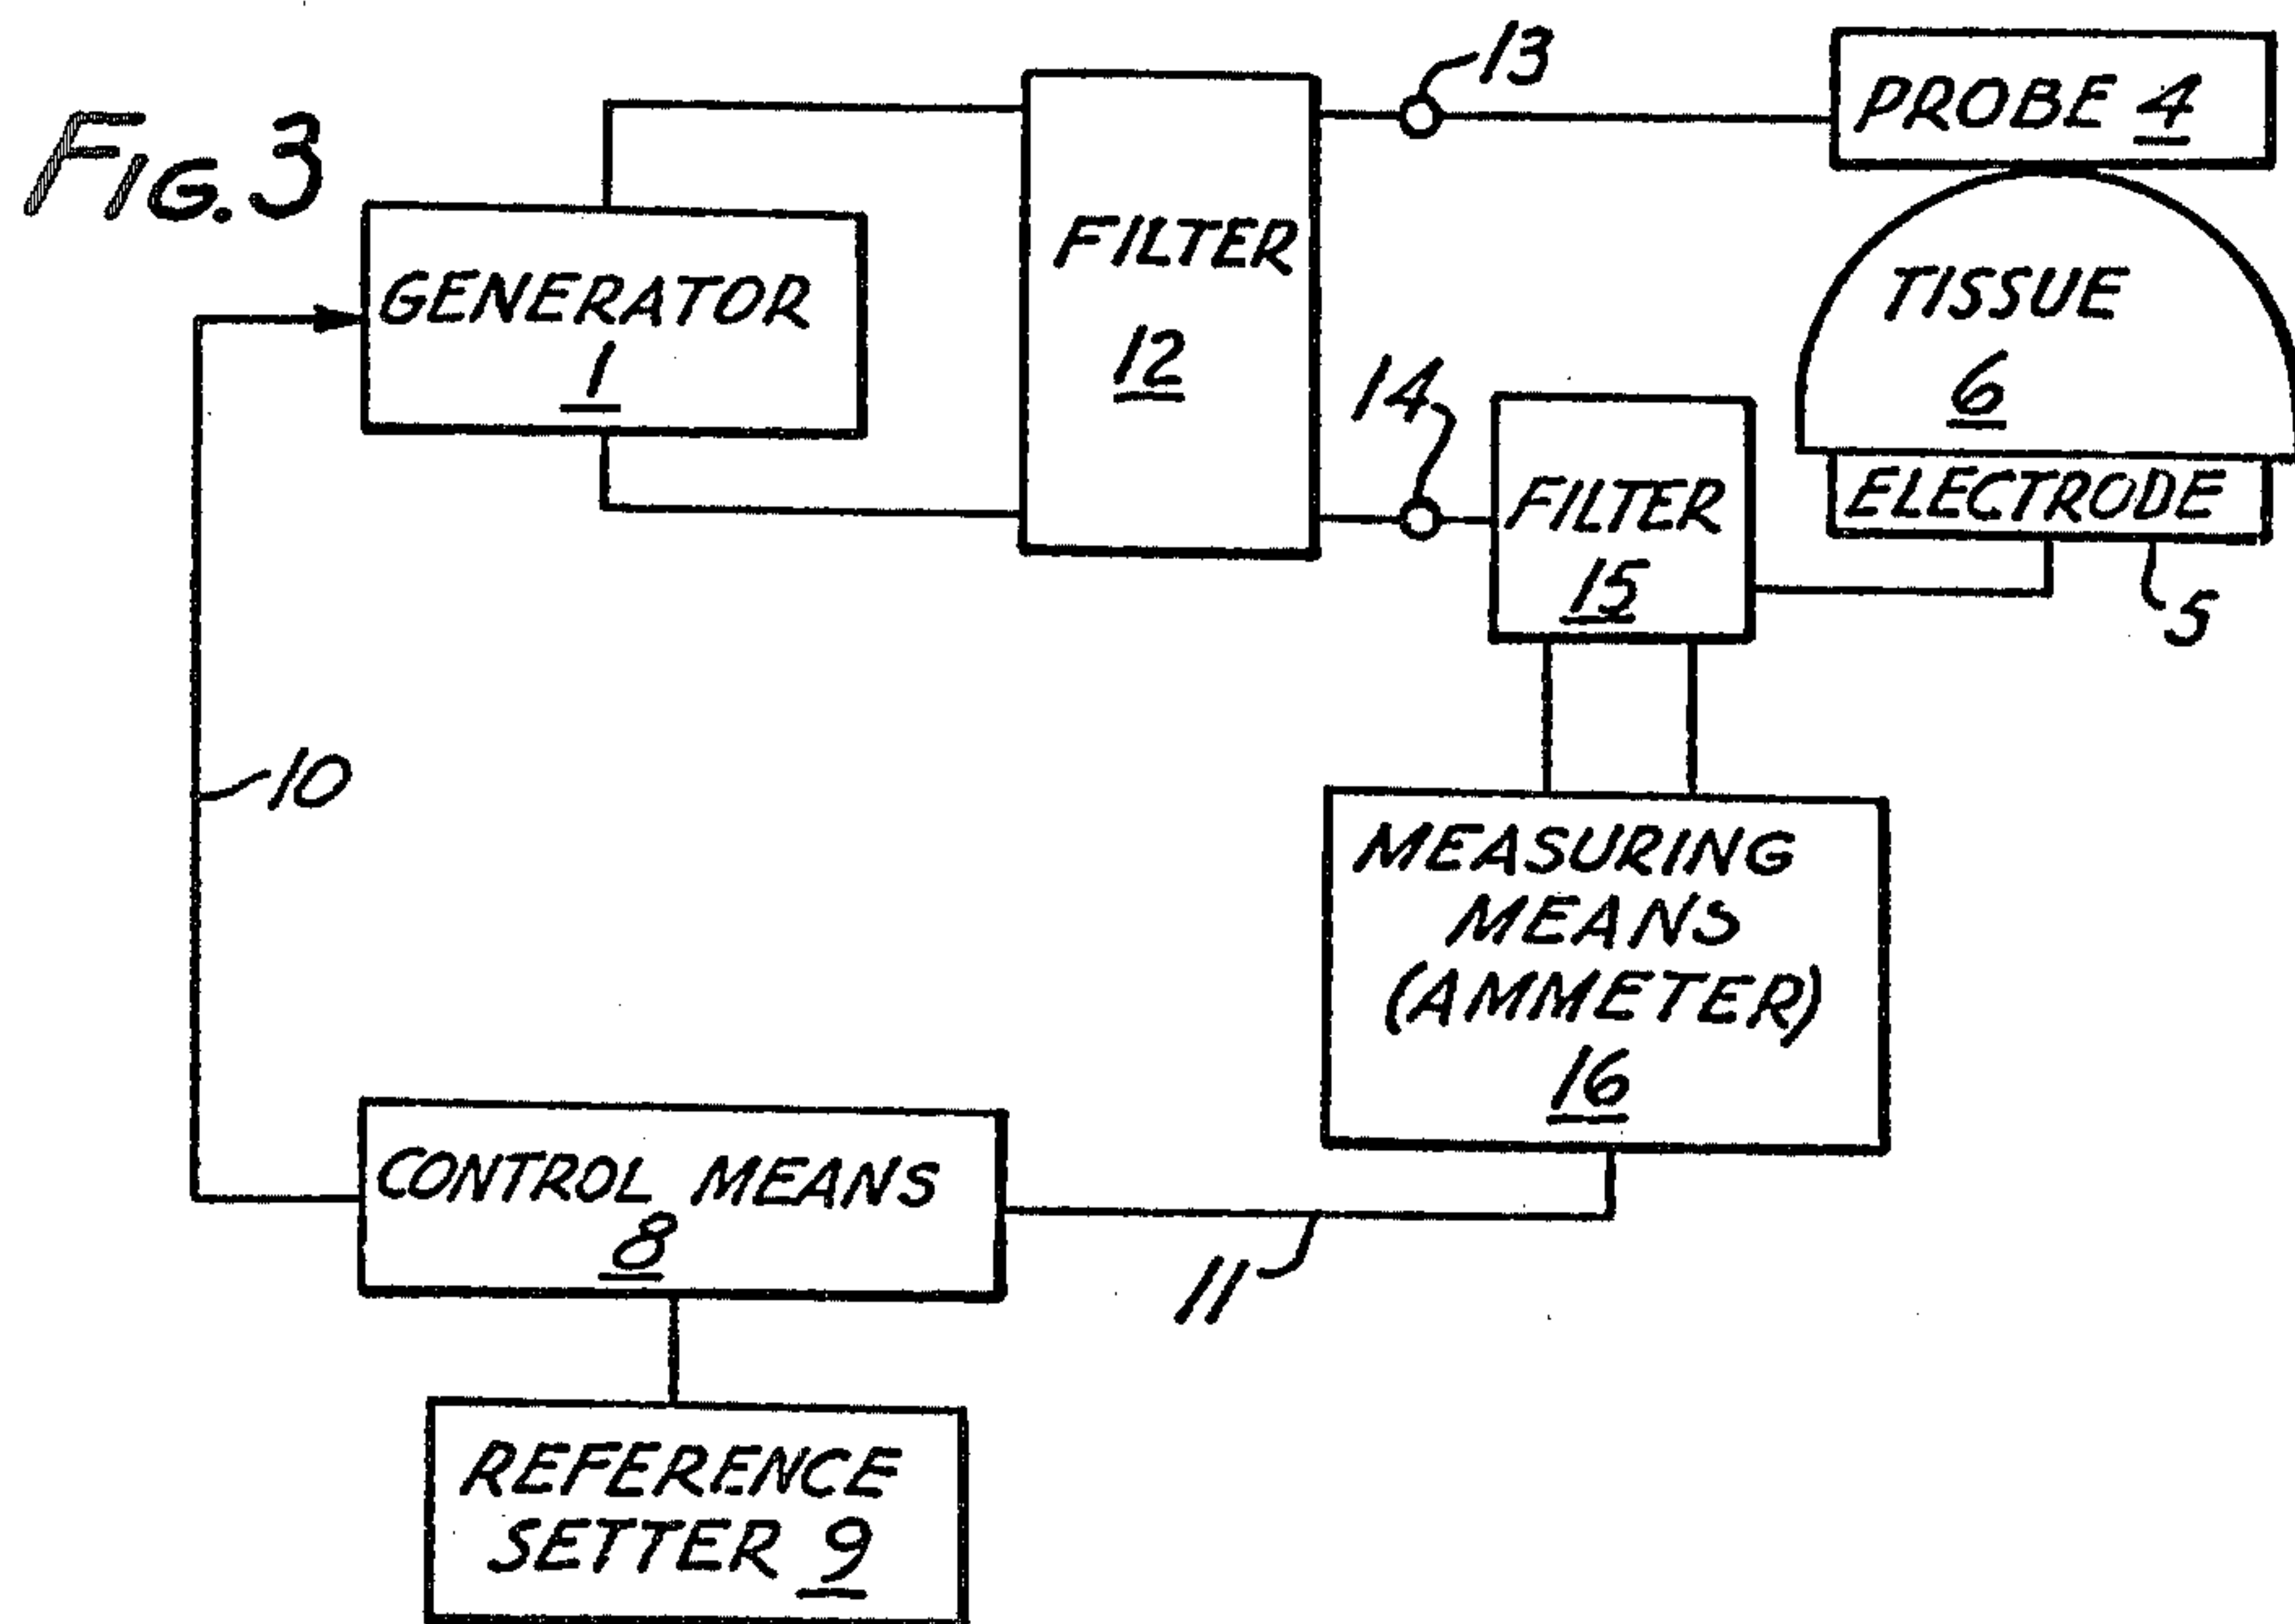 FIG. 3
13
PROBE 4
GENERATOR
1
FILTER
12
TISSUE
6
14
FILTER
15
ELECTRODE
5
10
MEASURING
MEANS
(AMMETER)
16
CONTROL MEANS
8
11
REFERENCE
SETTER 9